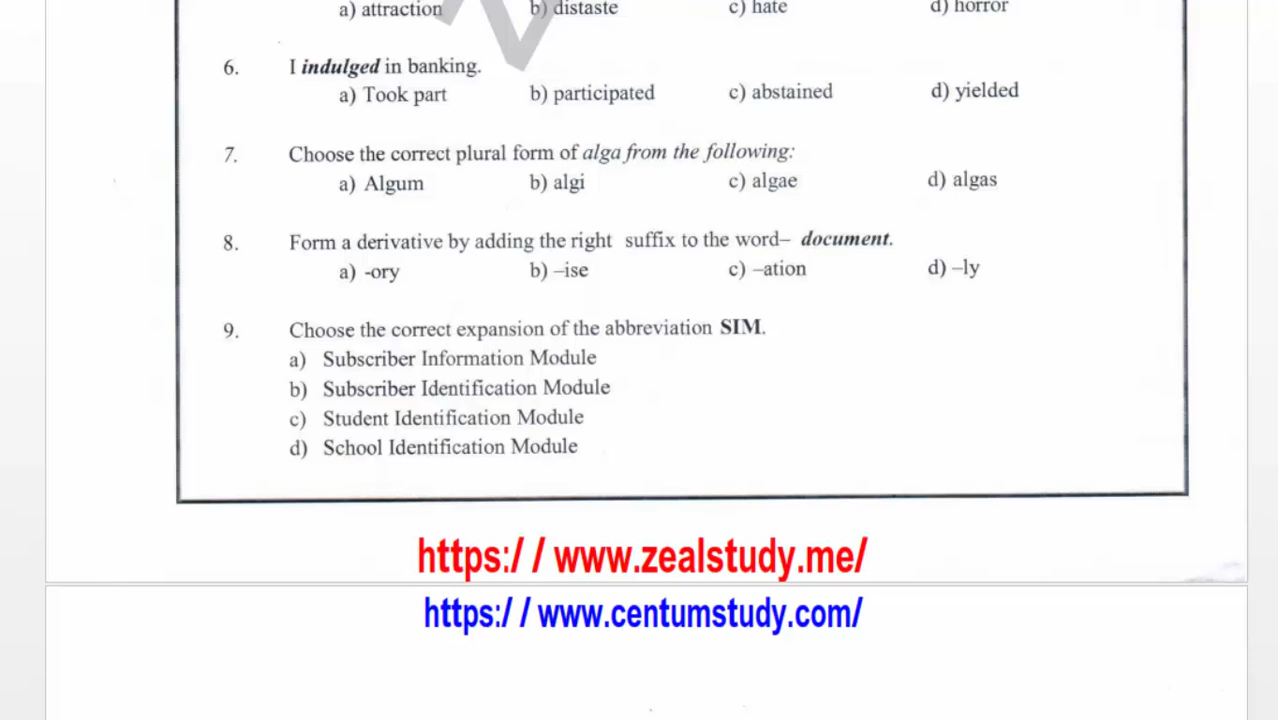 a) attraction b) distaste c) hate d) horror
6. I indulged in banking.
a) Took part b) participated c) abstained d) yielded
7. Choose the correct plural form of alga from the following:
a) Algum b) algi c) algae d) algas
8. Form a derivative by adding the right suffix to the word– document.
a) -ory b) –ise c) –ation d) –ly
9. Choose the correct expansion of the abbreviation SIM.
a) Subscriber Information Module
b) Subscriber Identification Module
c) Student Identification Module
d) School Identification Module
https:/ / www.zealstudy.me/
https:/ / www.centumstudy.com/